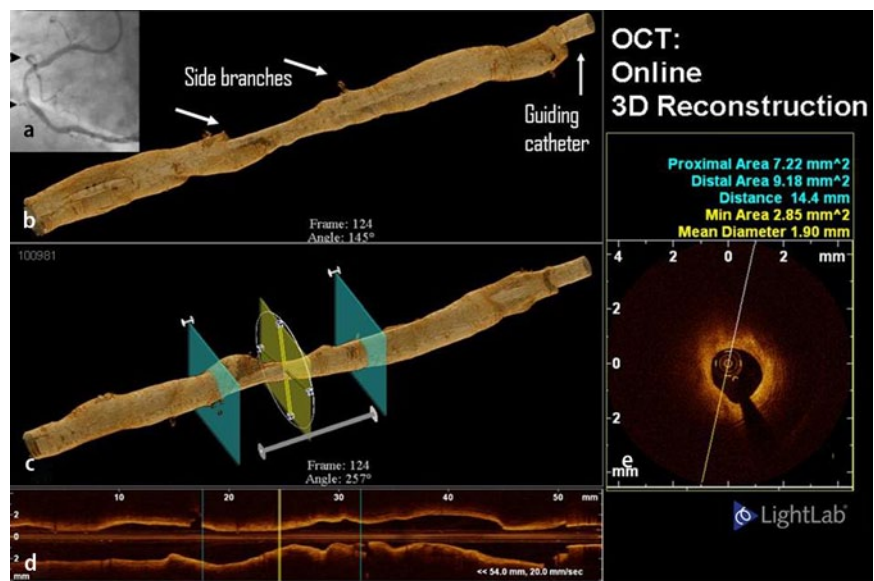 a
Side branches
Guiding
catheter
b
Frame: 124
Angle: 145°
OCT:
Online
3D Reconstruction
Proximal Area 7.22 mm^2
Distal Area 9.18 mm^2
Distance 14.4 mm
Min Area 2.85 mm^2
Mean Diameter 1.90 mm
100981
c
Frame: 124
Angle: 257°
4 2 0 2 mm
2
0
2
mm
e
10 20 30 40 50 mm
2
0
2
mm
d
<< 54.0 mm, 20.0 mm/sec
LightLab